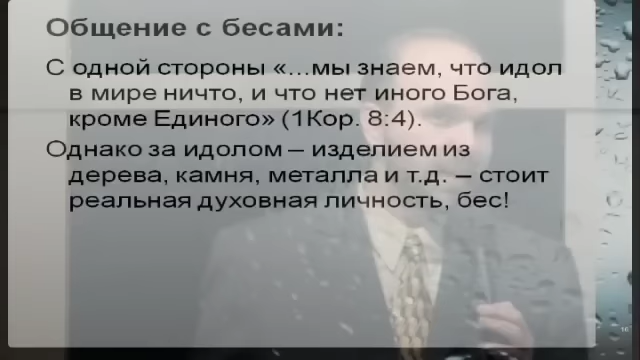 Общение с бесами:
С одной стороны «...мы знаем, что идол
в мире ничто, и что нет иного Бога,
кроме Единого» (1Кор. 8:4).
Однако за идолом – изделием из
дерева, камня, металла и т.д. – стоит
реальная духовная личность, бес!
16